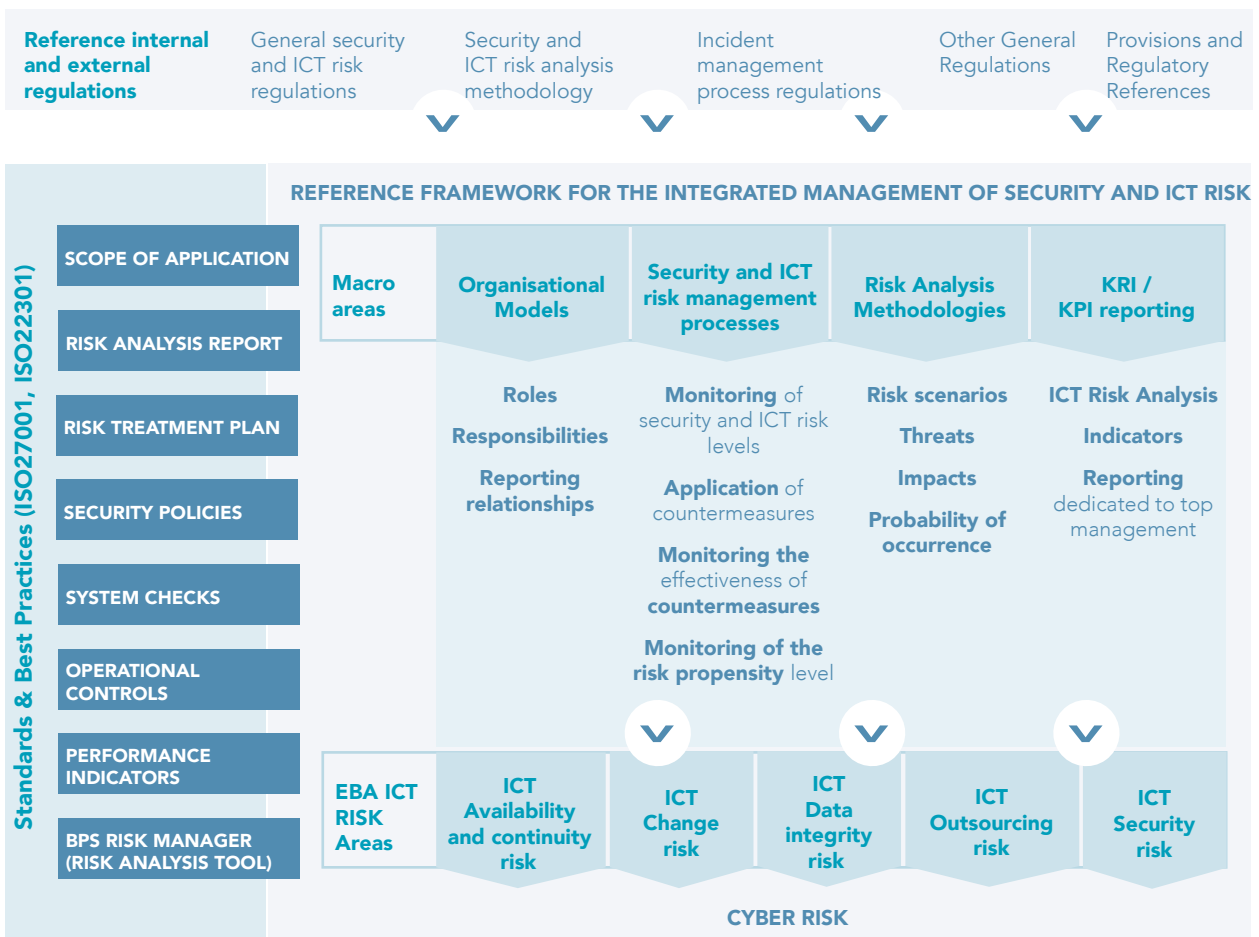 Reference internal
and external
regulations
General security
and ICT risk
regulations
Security and
ICT risk analysis
methodology
Incident
management
process regulations
Other General
Regulations
Provisions and
Regulatory
References
Standards & Best Practices (ISO27001, ISO22301)
SCOPE OF APPLICATION
RISK ANALYSIS REPORT
RISK TREATMENT PLAN
SECURITY POLICIES
SYSTEM CHECKS
OPERATIONAL
CONTROLS
PERFORMANCE
INDICATORS
BPS RISK MANAGER
(RISK ANALYSIS TOOL)
REFERENCE FRAMEWORK FOR THE INTEGRATED MANAGEMENT OF SECURITY AND ICT RISK
Macro
areas
Organisational
Models
Security and ICT
risk management
processes
Risk Analysis
Methodologies
KRI /
KPI reporting
Roles
Responsibilities
Reporting
relationships
Monitoring of
security and ICT risk
levels
Application of
countermeasures
Monitoring the
effectiveness of
countermeasures
Monitoring of the
risk propensity level
Risk scenarios
Threats
Impacts
Probability of
occurrence
ICT Risk Analysis
Indicators
Reporting
dedicated to top
management
EBA ICT
RISK
Areas
ICT
Availability
and continuity
risk
ICT
Change
risk
ICT
Data
integrity
risk
ICT
Outsourcing
risk
ICT
Security
risk
CYBER RISK